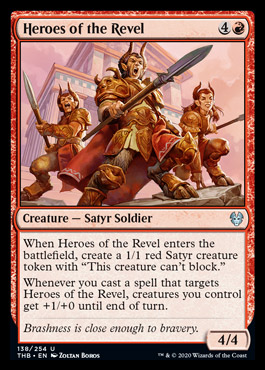 Heroes of the Revel 4
Creature — Satyr Soldier
When Heroes of the Revel enters the
battlefield, create a 1/1 red Satyr creature
token with “This creature can't block.”
Whenever you cast a spell that targets
Heroes of the Revel, creatures you control
get +1/+0 until end of turn.
Brashness is close enough to bravery.
4/4
138/254 U
THB • EN Zoltan Boros
™ & © 2020 Wizards of the Coast